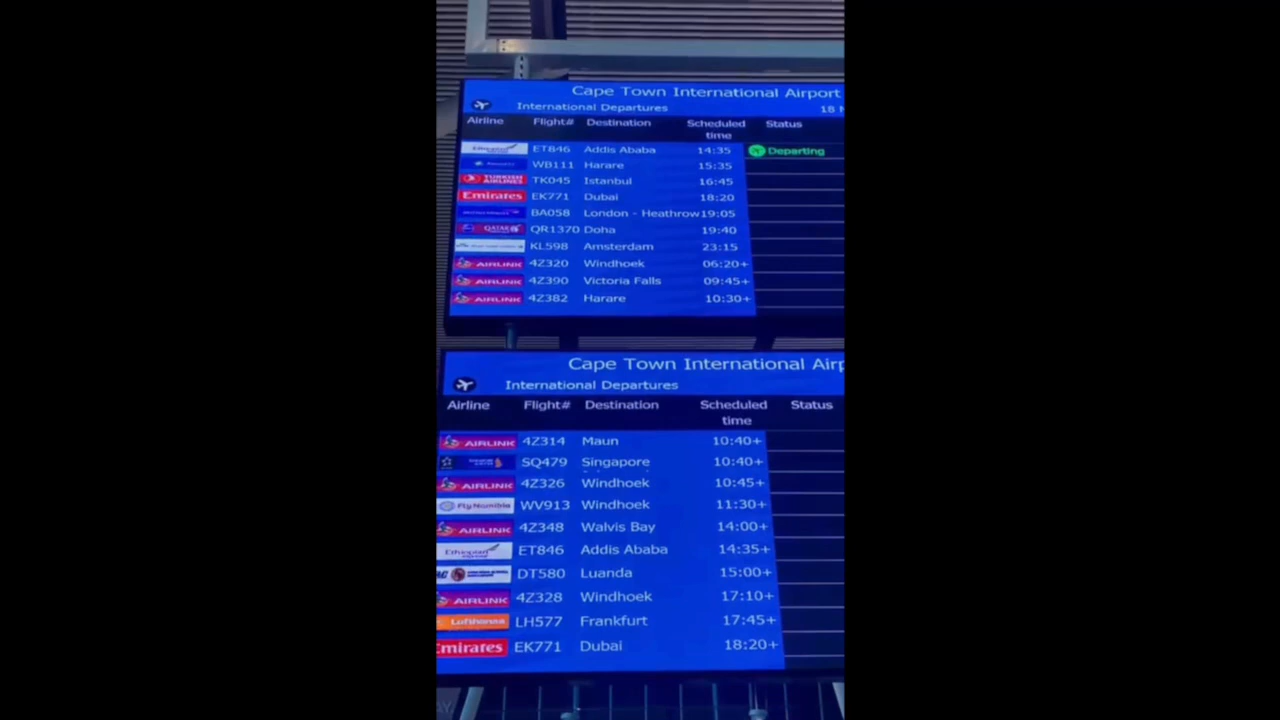 Cape Town International Airport
International Departures 18
Airline Flight# Destination Scheduled time Status
Ethiopian ET846 Addis Ababa 14:35 Departing
WB111 Harare 15:35
TURKISH AIRLINES TK045 Istanbul 16:45
Emirates EK771 Dubai 18:20
BA058 London - Heathrow 19:05
QATAR QR1370 Doha 19:40
KL598 Amsterdam 23:15
AIRLINK 4Z320 Windhoek 06:20+
AIRLINK 4Z390 Victoria Falls 09:45+
AIRLINK 4Z382 Harare 10:30+
Cape Town International Airp
International Departures
Airline Flight# Destination Scheduled time Status
AIRLINK 4Z314 Maun 10:40+
SQ479 Singapore 10:40+
AIRLINK 4Z326 Windhoek 10:45+
FlyNamibia WV913 Windhoek 11:30+
AIRLINK 4Z348 Walvis Bay 14:00+
Ethiopian ET846 Addis Ababa 14:35+
DT580 Luanda 15:00+
AIRLINK 4Z328 Windhoek 17:10+
Lufthansa LH577 Frankfurt 17:45+
Emirates EK771 Dubai 18:20+